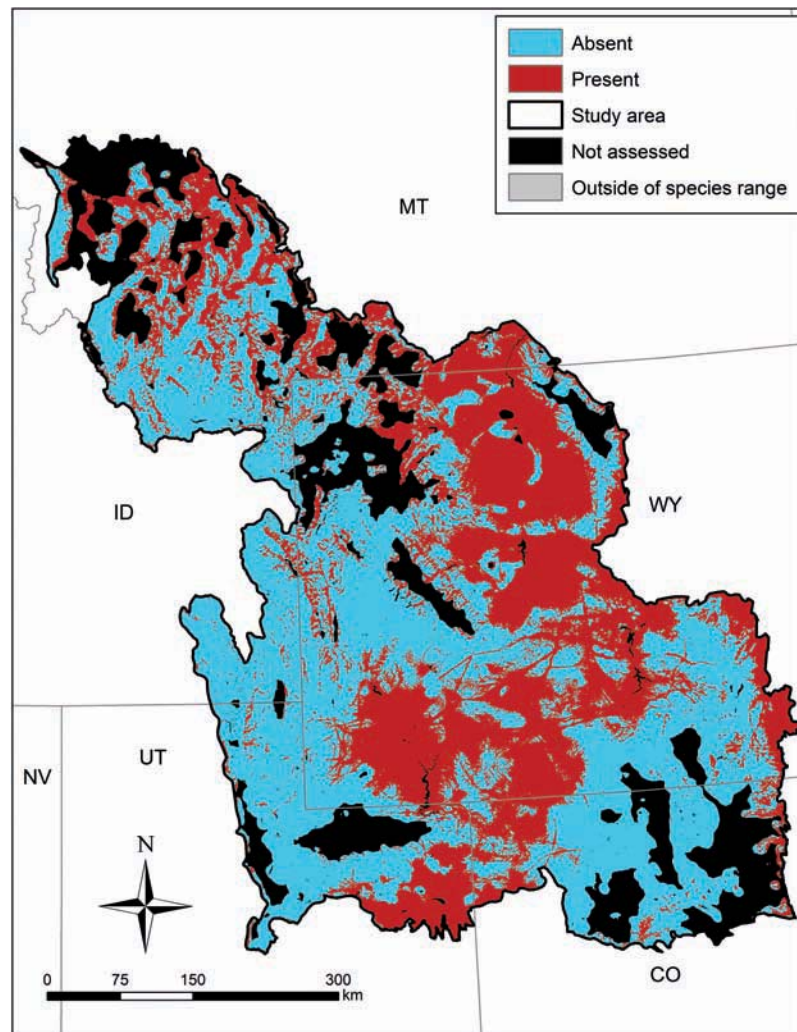 Absent
Present
Study area
Not assessed
Outside of species range
MT
ID
WY
NV
UT
N
CO
0 75 150 300
km